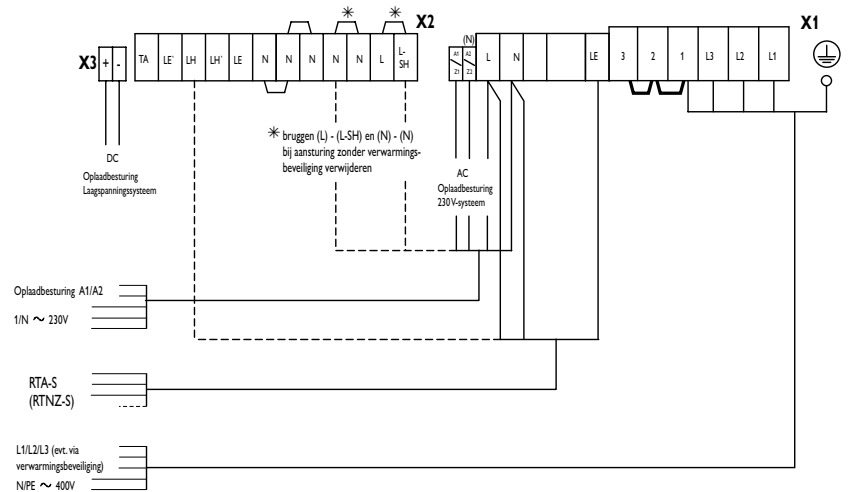 X2
X1
X3
+ -
TA LE' LH LH' LE N N N N N L L-SH
(N)
A1 A2
Z1 Z2
L N LE 3 2 1 L3 L2 L1
* bruggen (L) - (L-SH) en (N) - (N)
bij aansturing zonder verwarmings-
beveiliging verwijderen
DC
Oplaadbesturing
Laagspanningssysteem
AC
Oplaadbesturing
230V-systeem
Oplaadbesturing A1/A2
1/N ~ 230V
RTA-S
(RTNZ-S)
L1/L2/L3 (evt. via
verwarmingsbeveiliging)
N/PE ~ 400V